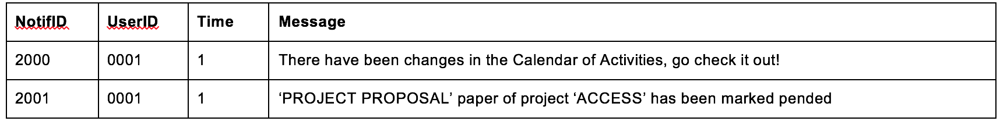 NotifID UserID Time Message
2000 0001 1 There have been changes in the Calendar of Activities, go check it out!
2001 0001 1 ‘PROJECT PROPOSAL’ paper of project ‘ACCESS’ has been marked pended